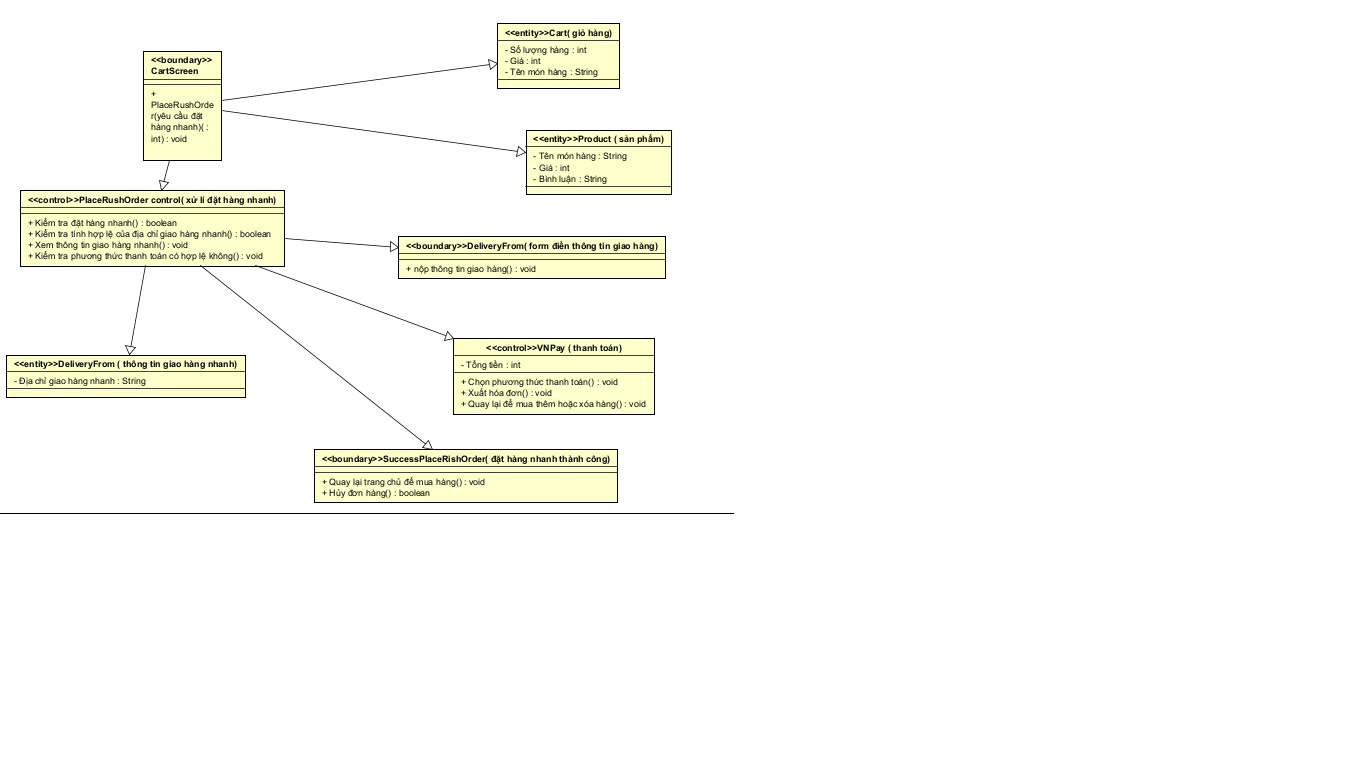 <<boundary>>
CartScreen
+
PlaceRushOrde
r(yêu cầu đặt
hàng nhanh)( :
int) : void
<<entity>>Cart( giỏ hàng)
- Số lượng hàng : int
- Giá : int
- Tên món hàng : String
<<entity>>Product ( sản phẩm)
- Tên món hàng : String
- Giá : int
- Bình luận : String
<<control>>PlaceRushOrder control( xử lí đặt hàng nhanh)
+ Kiểm tra đặt hàng nhanh() : boolean
+ Kiểm tra tính hợp lệ của địa chỉ giao hàng nhanh() : boolean
+ Xem thông tin giao hàng nhanh() : void
+ Kiểm tra phương thức thanh toán có hợp lệ không() : void
<<boundary>>DeliveryFrom( form điền thông tin giao hàng)
+ nộp thông tin giao hàng() : void
<<entity>>DeliveryFrom ( thông tin giao hàng nhanh)
- Địa chỉ giao hàng nhanh : String
<<control>>VNPay ( thanh toán)
- Tổng tiền : int
+ Chọn phương thức thanh toán() : void
+ Xuất hóa đơn() : void
+ Quay lại để mua thêm hoặc xóa hàng() : void
<<boundary>>SuccessPlaceRishOrder( đặt hàng nhanh thành công)
+ Quay lại trang chủ để mua hàng() : void
+ Hủy đơn hàng() : boolean